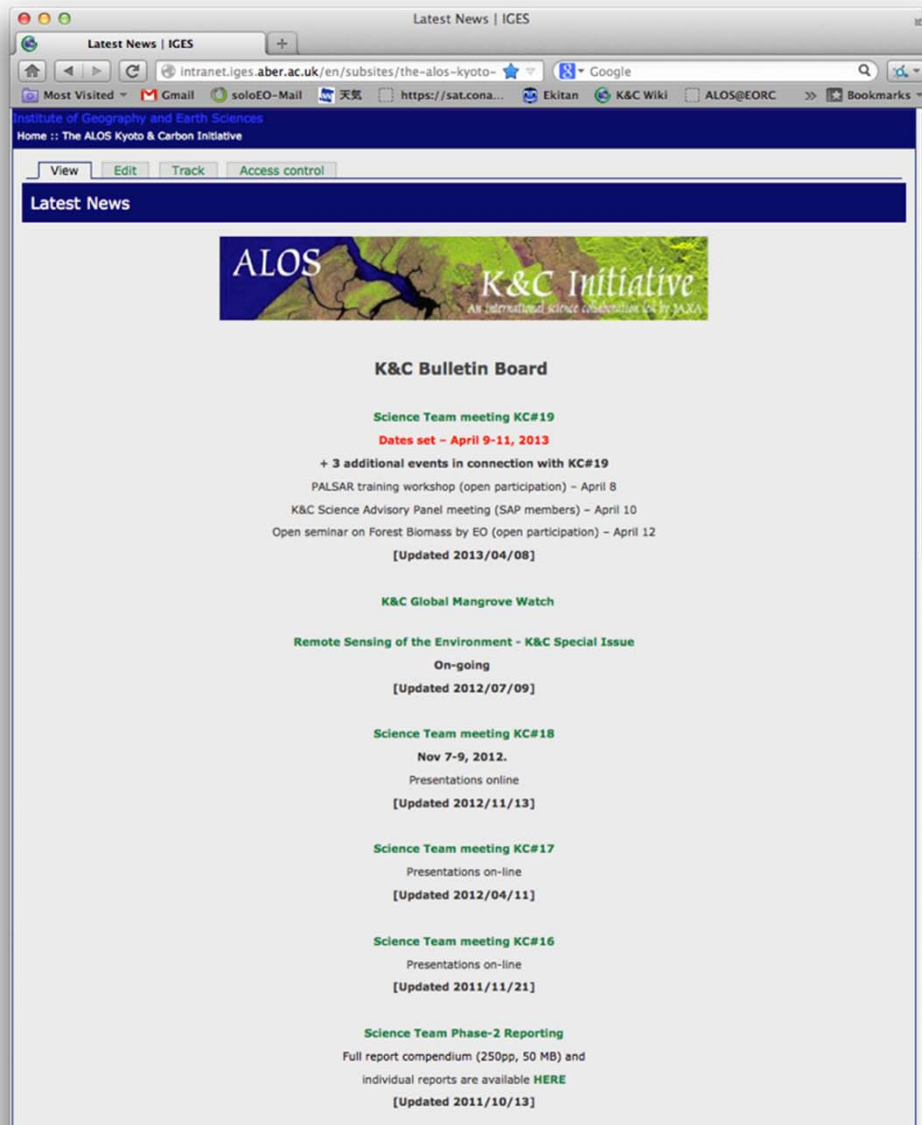 Latest News | IGES
Latest News | IGES
intranet.iges.aber.ac.uk/en/subsites/the-alos-kyoto-
Google
Most Visited
Gmail
soloEO-Mail
天気
https://sat.cona...
Ekitan
K&C Wiki
ALOS@EORC
Bookmarks
Institute of Geography and Earth Sciences
Home :: The ALOS Kyoto & Carbon Initiative
View Edit Track Access control
Latest News
ALOS
K&C Initiative
An international science collaboration led by JAXA
K&C Bulletin Board
Science Team meeting KC#19
Dates set – April 9-11, 2013
+ 3 additional events in connection with KC#19
PALSAR training workshop (open participation) – April 8
K&C Science Advisory Panel meeting (SAP members) – April 10
Open seminar on Forest Biomass by EO (open participation) – April 12
[Updated 2013/04/08]
K&C Global Mangrove Watch
Remote Sensing of the Environment - K&C Special Issue
On-going
[Updated 2012/07/09]
Science Team meeting KC#18
Nov 7-9, 2012.
Presentations online
[Updated 2012/11/13]
Science Team meeting KC#17
Presentations on-line
[Updated 2012/04/11]
Science Team meeting KC#16
Presentations on-line
[Updated 2011/11/21]
Science Team Phase-2 Reporting
Full report compendium (250pp, 50 MB) and
individual reports are available HERE
[Updated 2011/10/13]